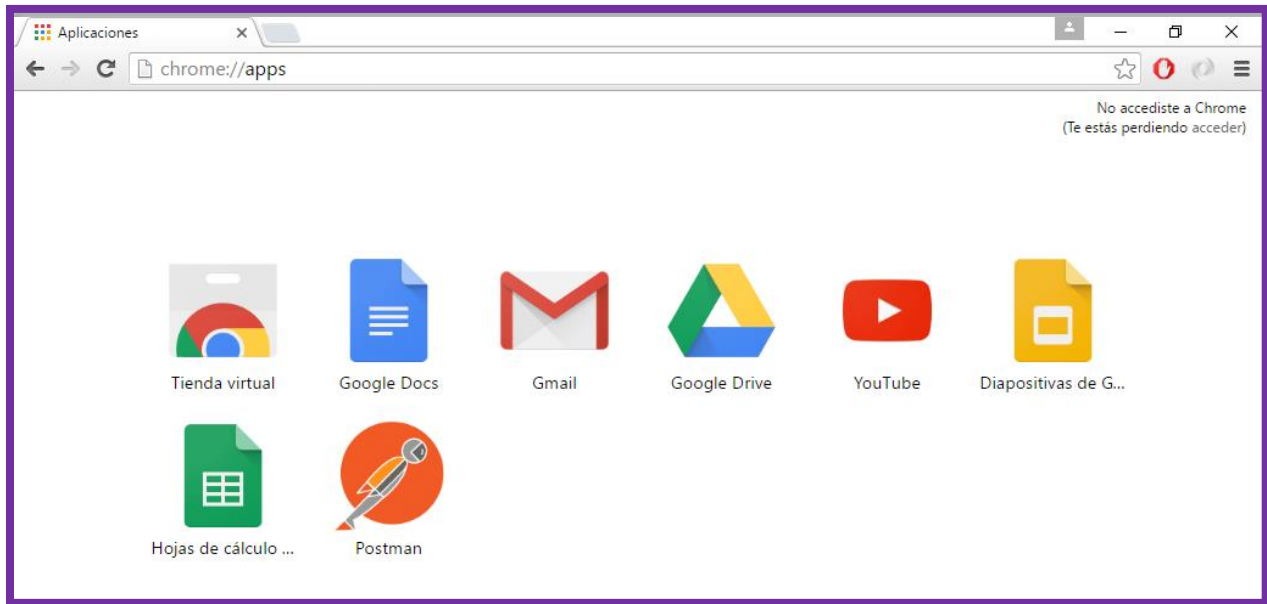 Aplicaciones
chrome://apps
No accediste a Chrome
(Te estás perdiendo acceder)
Tienda virtual
Google Docs
Gmail
Google Drive
YouTube
Diapositivas de G...
Hojas de cálculo ...
Postman